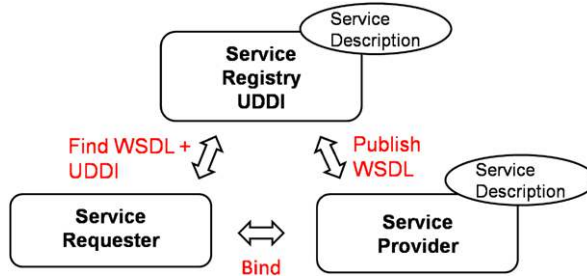 Service
Description
Service
Registry
UDDI
Find WSDL +
UDDI
Publish
WSDL
Service
Description
Service
Requester
Bind
Service
Provider